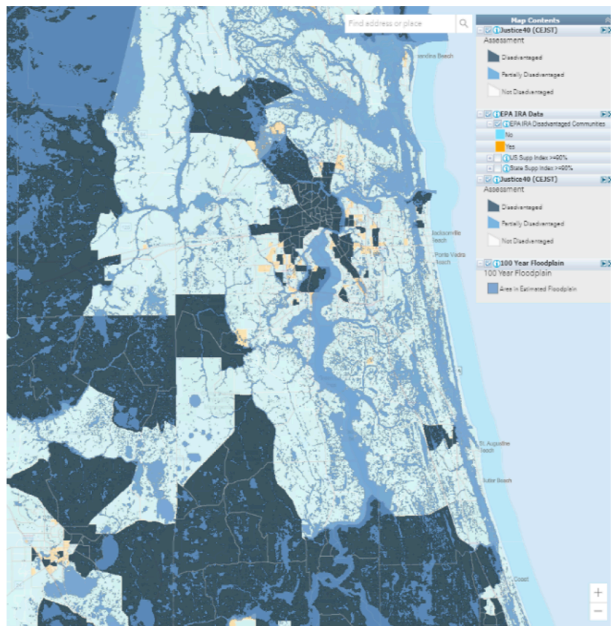 Find address or place
Map Contents
Justice40 (CEJST)
Assessment
Disadvantaged
Partially Disadvantaged
Not Disadvantaged
EPA IRA Data
EPA IRA Disadvantaged Communities
No
Yes
US Supp Index >=90%
State Supp Index >=90%
Justice40 (CEJST)
Assessment
Disadvantaged
Partially Disadvantaged
Not Disadvantaged
100 Year Floodplain
100 Year Floodplain
Area in Estimated Floodplain
Beach
Jacksonville
Beach
Ponte Vedra
Beach
St. Augustine
Beach
Beach
Coast
+
−